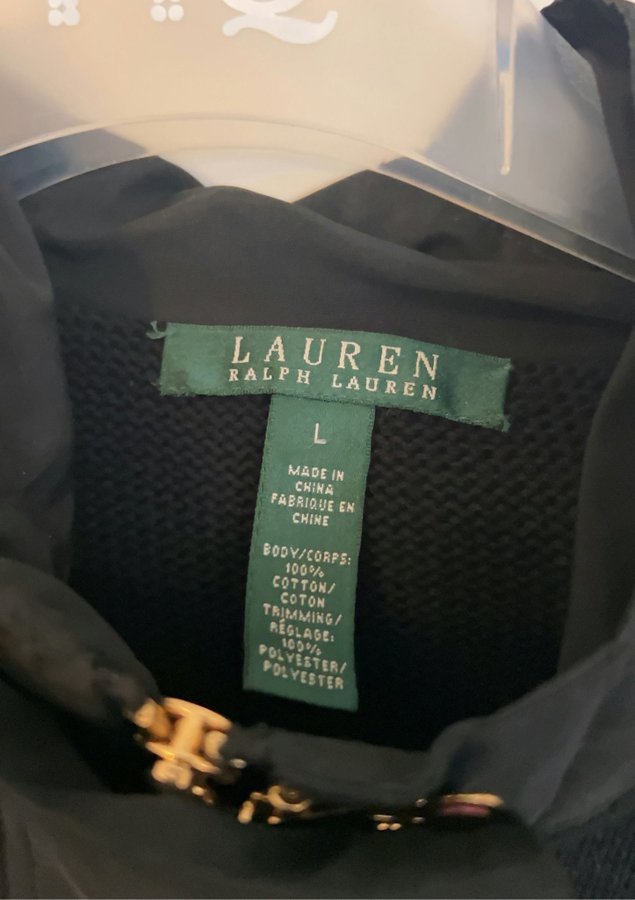 LAUREN
RALPH LAUREN
L
MADE IN
CHINA
FABRIQUE EN
CHINE
BODY/CORPS:
100%
COTTON/
COTON
TRIMMING/
RÉGLAGE:
100%
POLYESTER/
POLYESTER